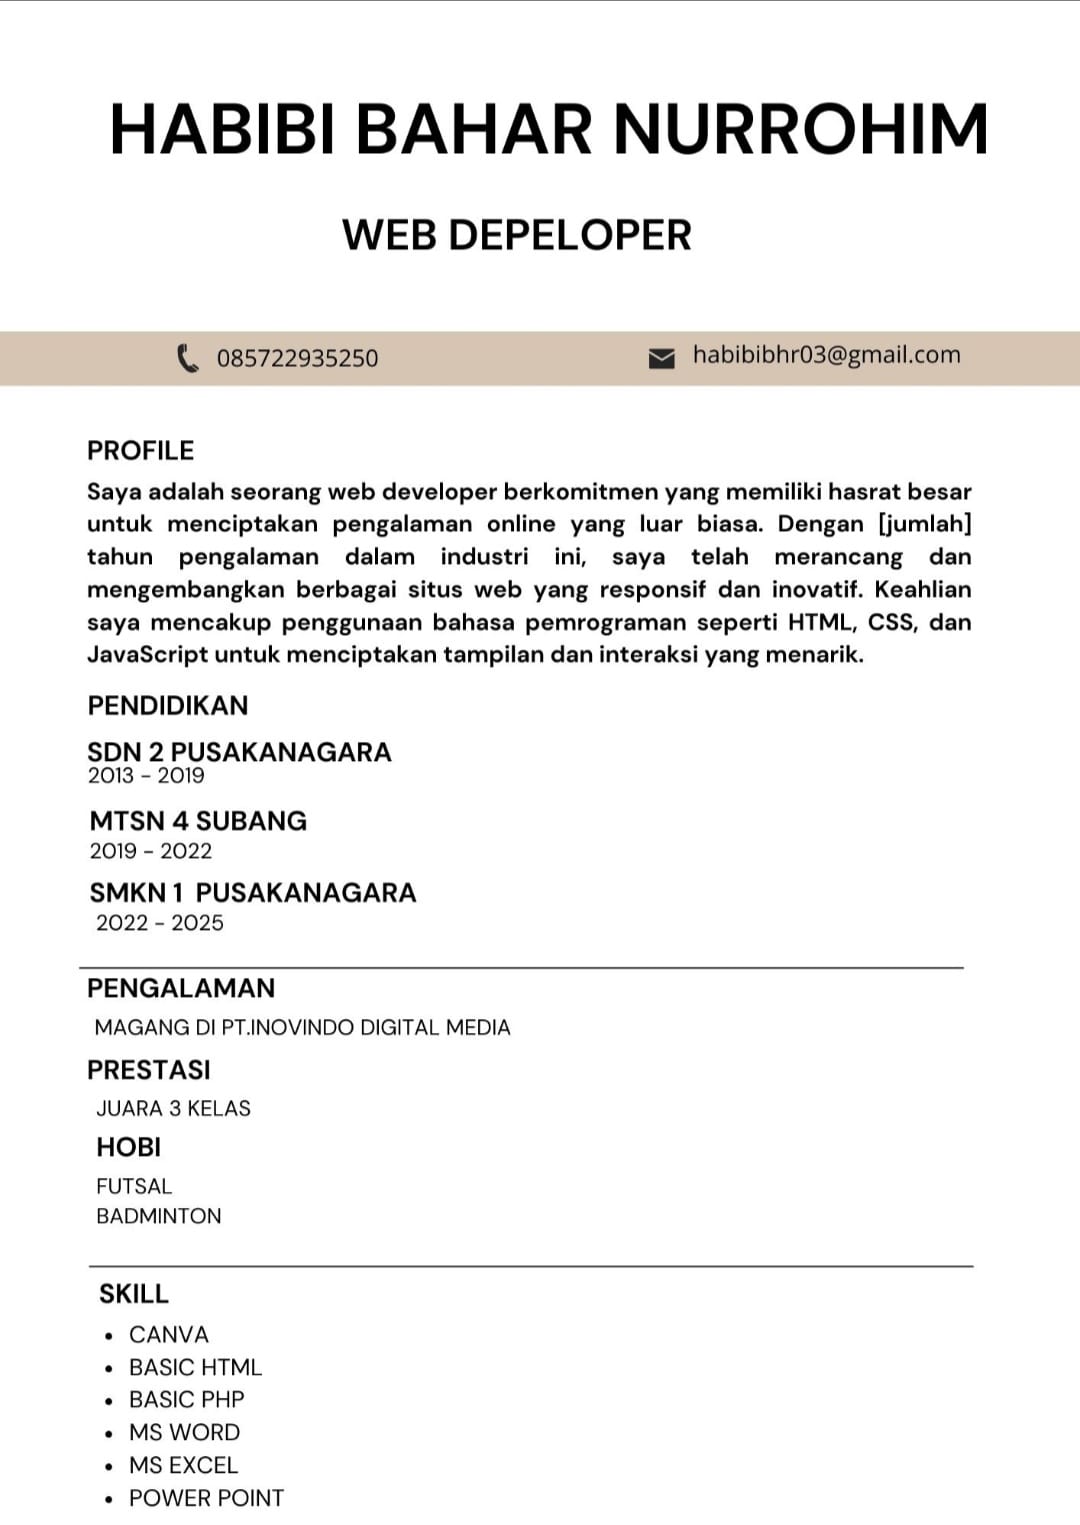 HABIBI BAHAR NURROHIM
WEB DEPELOPER
085722935250
habibibhr03@gmail.com
PROFILE
Saya adalah seorang web developer berkomitmen yang memiliki hasrat besar
untuk menciptakan pengalaman online yang luar biasa. Dengan [jumlah]
tahun pengalaman dalam industri ini, saya telah merancang dan
mengembangkan berbagai situs web yang responsif dan inovatif. Keahlian
saya mencakup penggunaan bahasa pemrograman seperti HTML, CSS, dan
JavaScript untuk menciptakan tampilan dan interaksi yang menarik.
PENDIDIKAN
SDN 2 PUSAKANAGARA
2013 - 2019
MTSN 4 SUBANG
2019 - 2022
SMKN 1 PUSAKANAGARA
2022 - 2025
PENGALAMAN
MAGANG DI PT.INOVINDO DIGITAL MEDIA
PRESTASI
JUARA 3 KELAS
HOBI
FUTSAL
BADMINTON
SKILL
• CANVA
• BASIC HTML
• BASIC PHP
• MS WORD
• MS EXCEL
• POWER POINT